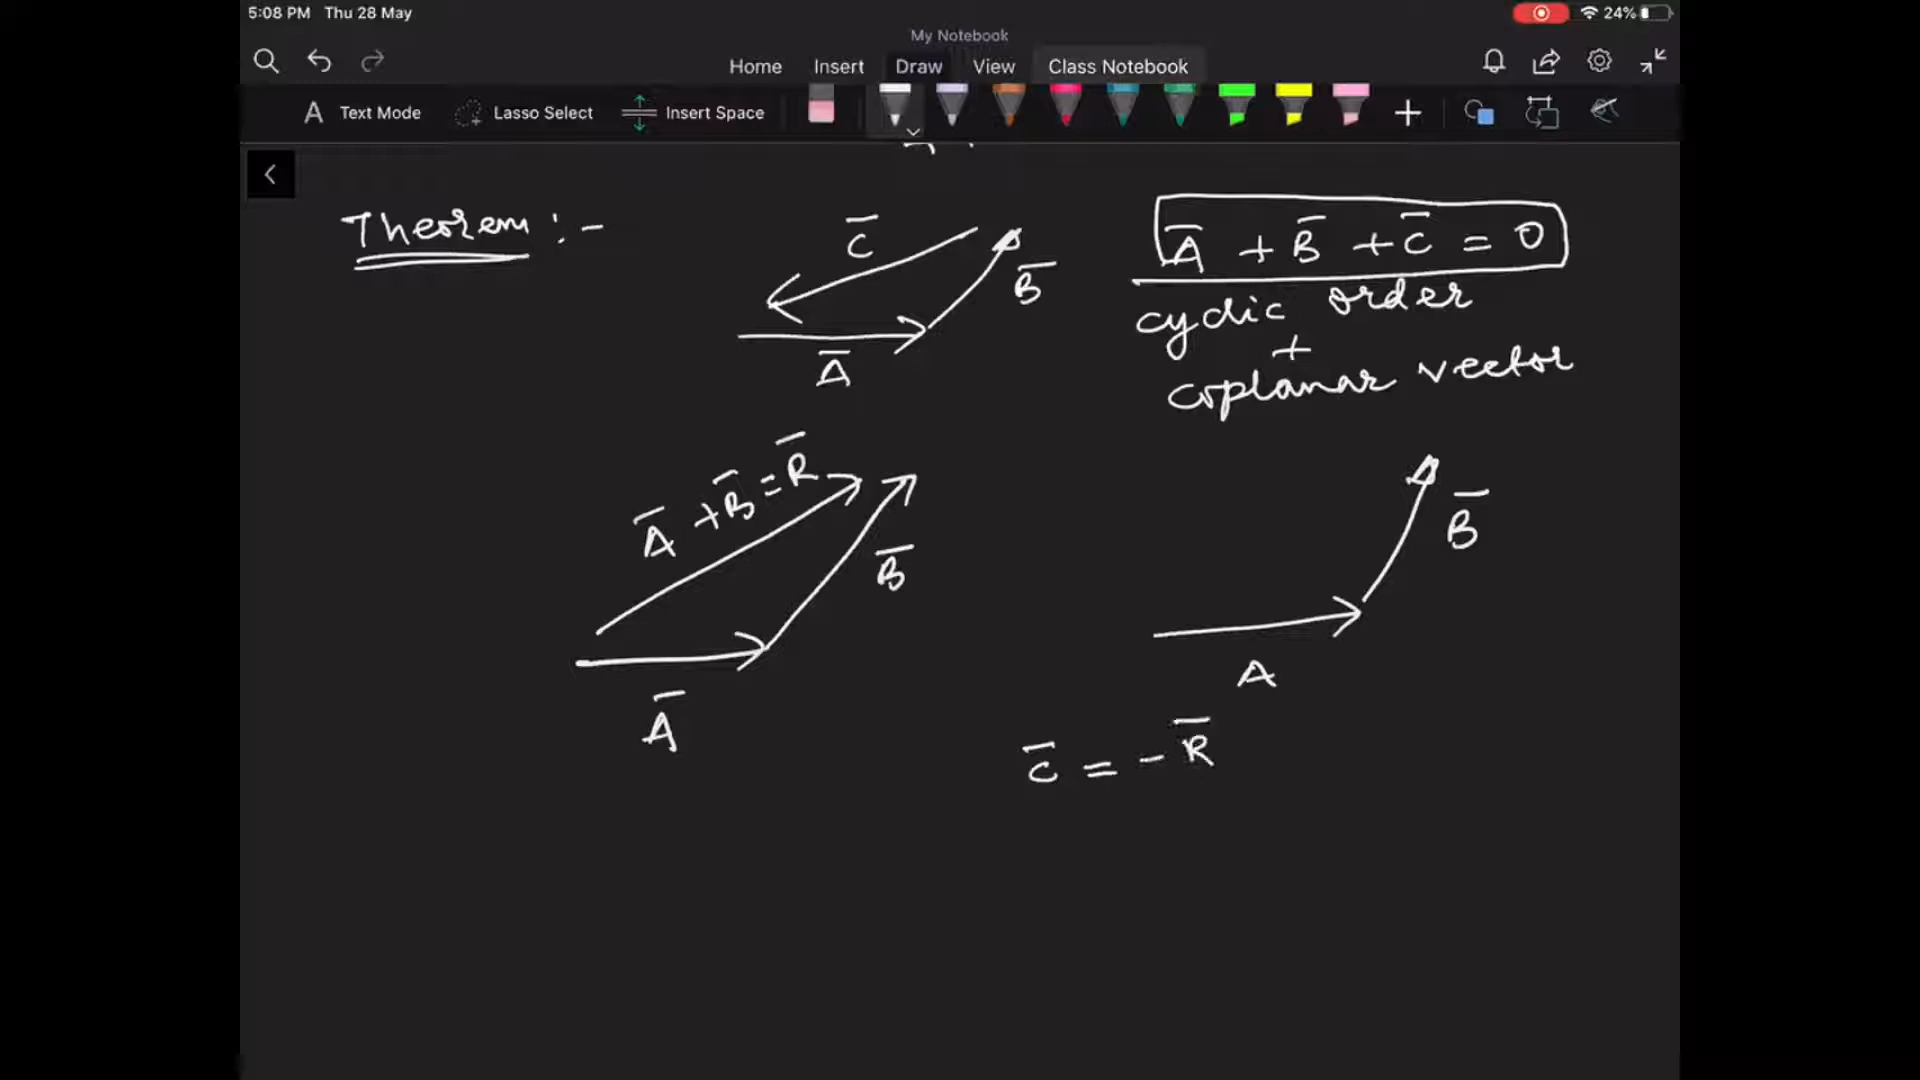 5:08 PM Thu 28 May
24%
My Notebook
Home Insert Draw View Class Notebook
A Text Mode Lasso Select Insert Space
Theorem :-
C̅
B̅
A̅
A̅ + B̅ + C̅ = 0
cyclic order
+
coplanar vector
A̅ + B̅ = R̅
B̅
A̅
B̅
A
C̅ = - R̅